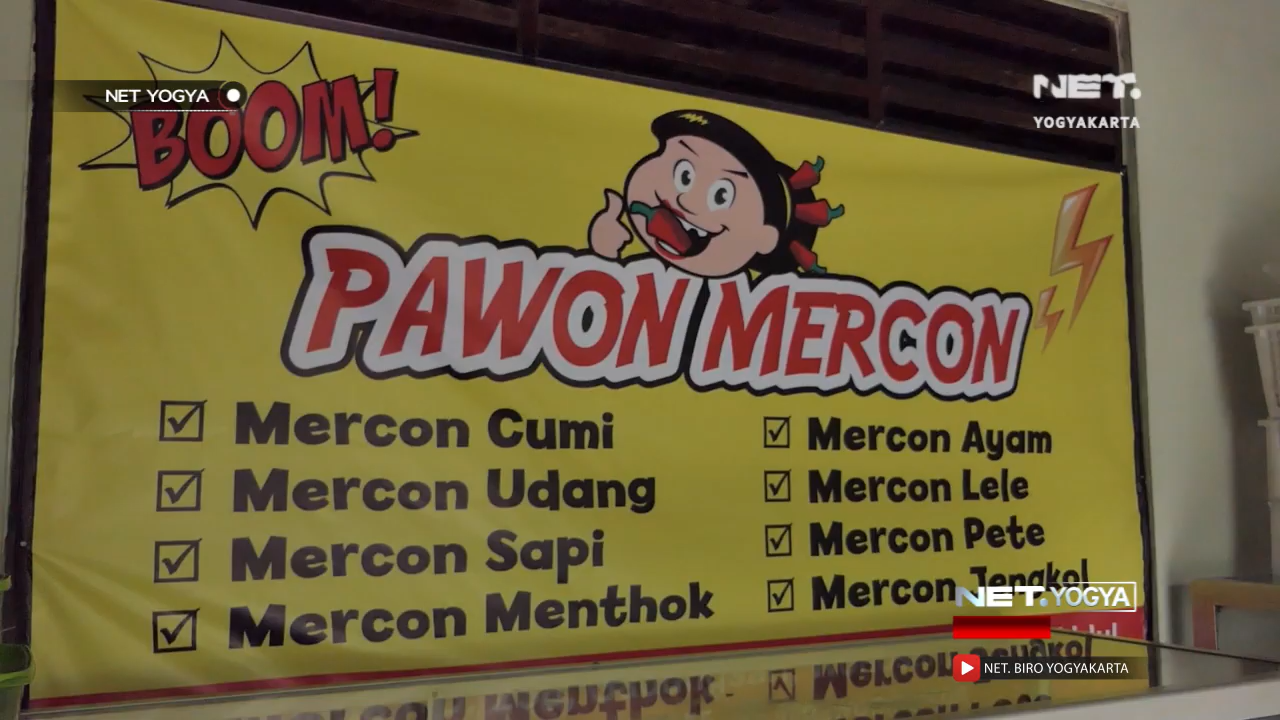 NET YOGYA
NET.
YOGYAKARTA
BOOM!
PAWON MERCON
Mercon Cumi
Mercon Udang
Mercon Sapi
Mercon Menthok
Mercon Ayam
Mercon Lele
Mercon Pete
Mercon Jengkol
NET. YOGYA
NET. BIRO YOGYAKARTA